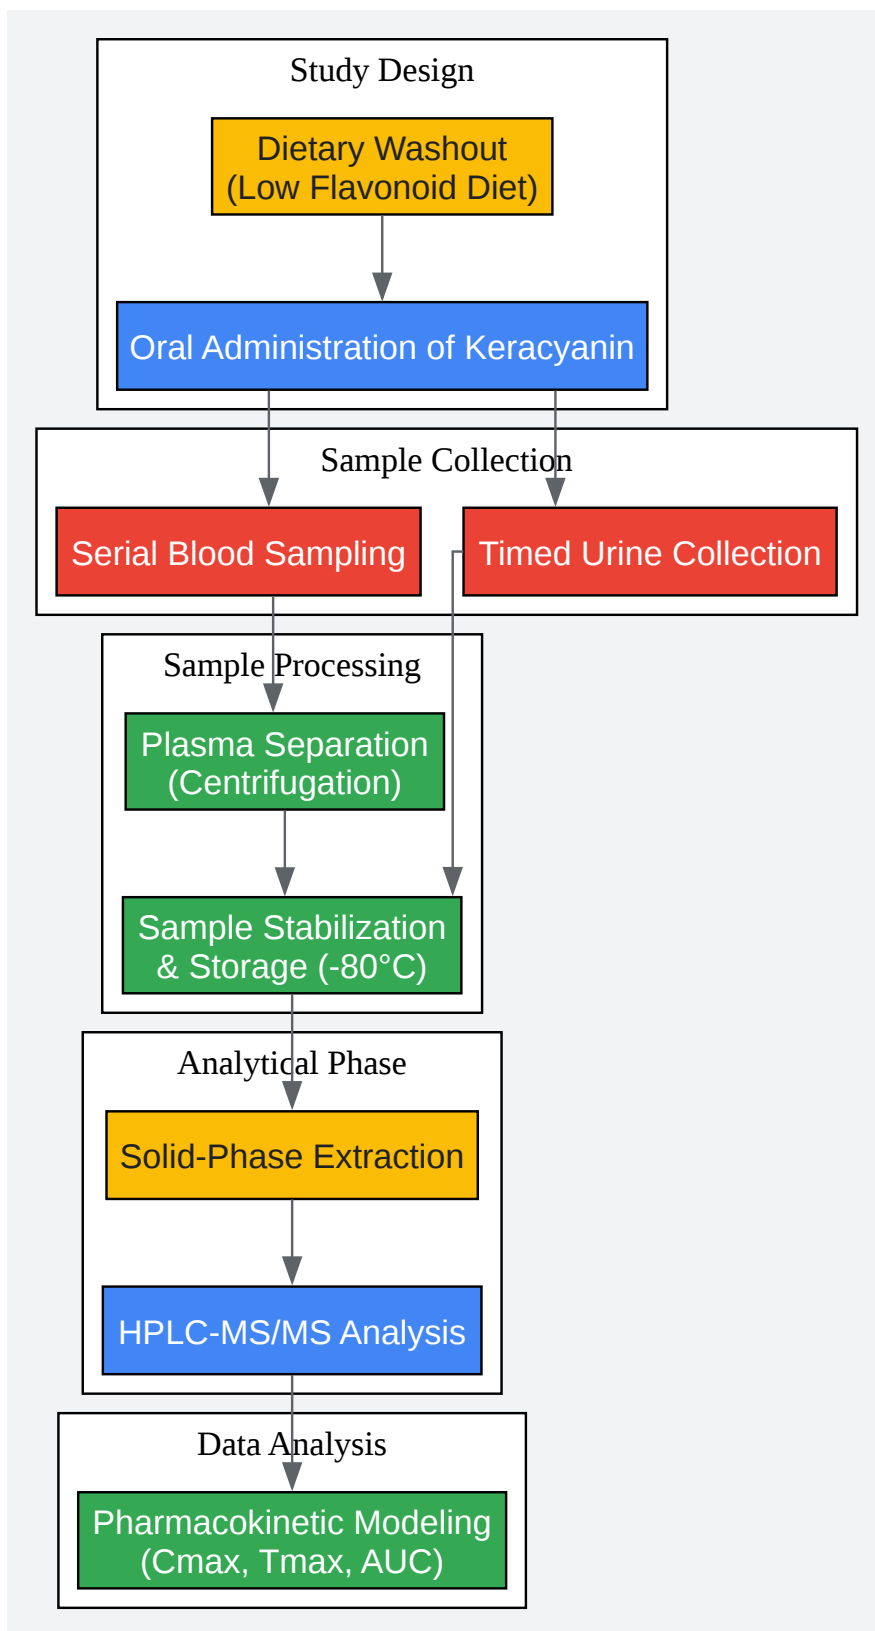 Study Design
Dietary Washout
(Low Flavonoid Diet)
Oral Administration of Keracyanin
Sample Collection
Serial Blood Sampling
Timed Urine Collection
Sample Processing
Plasma Separation
(Centrifugation)
Sample Stabilization
& Storage (-80°C)
Analytical Phase
Solid-Phase Extraction
HPLC-MS/MS Analysis
Data Analysis
Pharmacokinetic Modeling
(Cmax, Tmax, AUC)